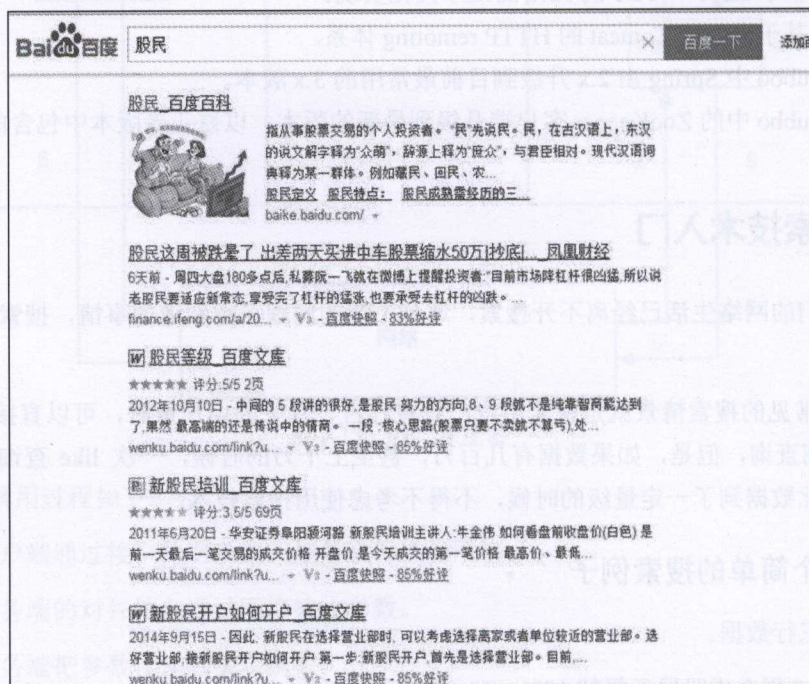 Bai du 百度 股民 × 百度一下 添加
股民_百度百科
指从事股票交易的个人投资者。"民"先说民。民，在古汉语上，东汉
的说文解字释为"众萌"，辞源上释为"庶众"，与君臣相对。现代汉语词
典释为某一群体。例如藏民、回民、农...
股民定义 股民特点： 股民成熟需经历的三...
baike.baidu.com/
股民这周被跌晕了 出差两天买进中车股票缩水50万|抄底|..._凤凰财经
6天前 - 周四大盘180多点后,私募阮一飞就在微博上提醒投资者:"目前市场降杠杆很凶猛,所以说
老股民要适应新常态,享受完了杠杆的猛涨,也要承受去杠杆的凶跌。...
finance.ifeng.com/a/20... - V3 - 百度快照 - 83%好评
W 股民等级_百度文库
★★★★★ 评分:5/5 2页
2012年10月10日 - 中间的 5 段讲的很好,是股民 努力的方向,8、9 段就不是纯靠智商能达到
了,果然 最高端的还是传说中的情商。 一段 :核心思路(股票只要不卖就不算亏),处...
wenku.baidu.com/link?u... - V3 - 百度快照 - 85%好评
新股民培训_百度文库
★★★★★ 评分:3.5/5 69页
2011年6月20日 - 华安证券阜阳颍河路 新股民培训主讲人:牛金伟 如何看盘前收盘价(白色) 是
前一天最后一笔交易的成交价格 开盘价 是今天成交的第一笔价格 最高价、最低...
wenku.baidu.com/link?u... - V3 - 百度快照 - 85%好评
W 新股民开户如何开户_百度文库
2014年9月15日 - 因此, 新股民在选择营业部时, 可以考虑选择离家或者单位较近的营业部。选
好营业部,接新股民开户如何开户 第一步:新股民开户,首先是选择营业部。目前...
wenku.baidu.com/link?u... - V3 - 百度快照 - 85%好评